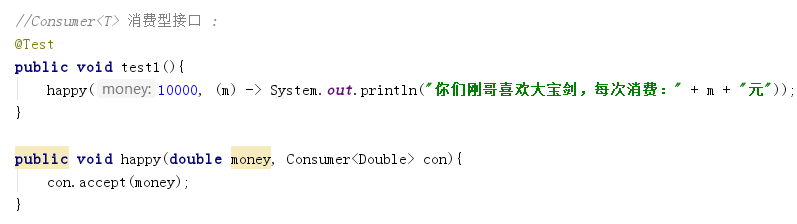 //Consumer<T> 消费型接口 :
@Test
public void test1(){
happy( money: 10000, (m) -> System.out.println("你们刚哥喜欢大宝剑，每次消费：" + m + "元"));
}
public void happy(double money, Consumer<Double> con){
con.accept(money);
}